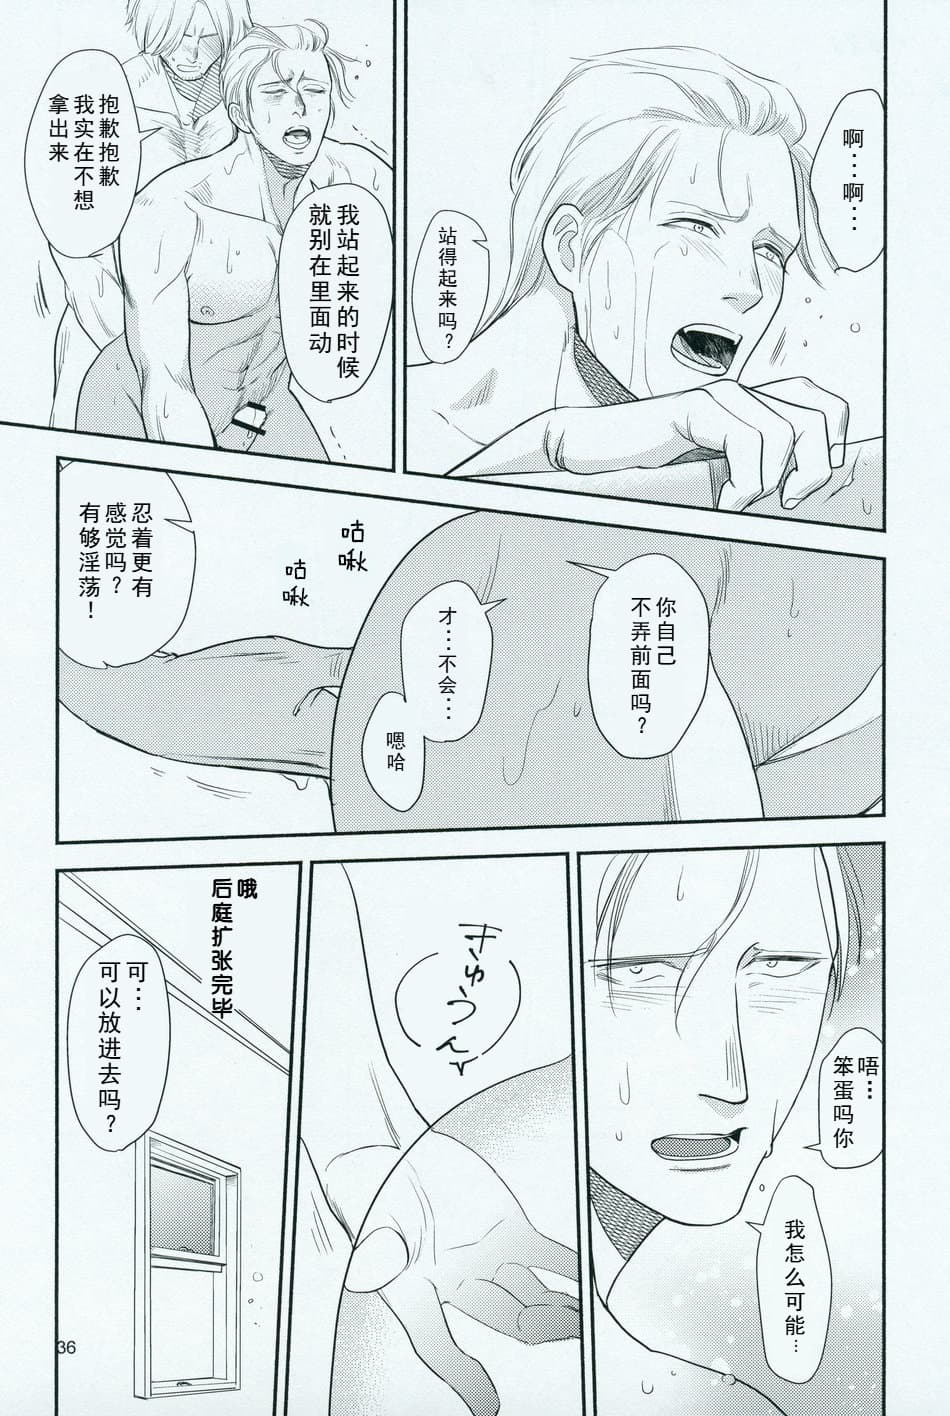 啊…啊…
站得起来吗？
我站起来的时候
就别在里面动
抱歉抱歉
我实在不想
拿出来
你自己
不弄前面吗？
才…不会…
嗯哈
咕啾
咕啾
忍着更有
感觉吗？
有够淫荡！
唔…
笨蛋吗你
我怎么可能…
きゅうん
哦
后庭扩张完毕
可…
可以放进去吗？
36